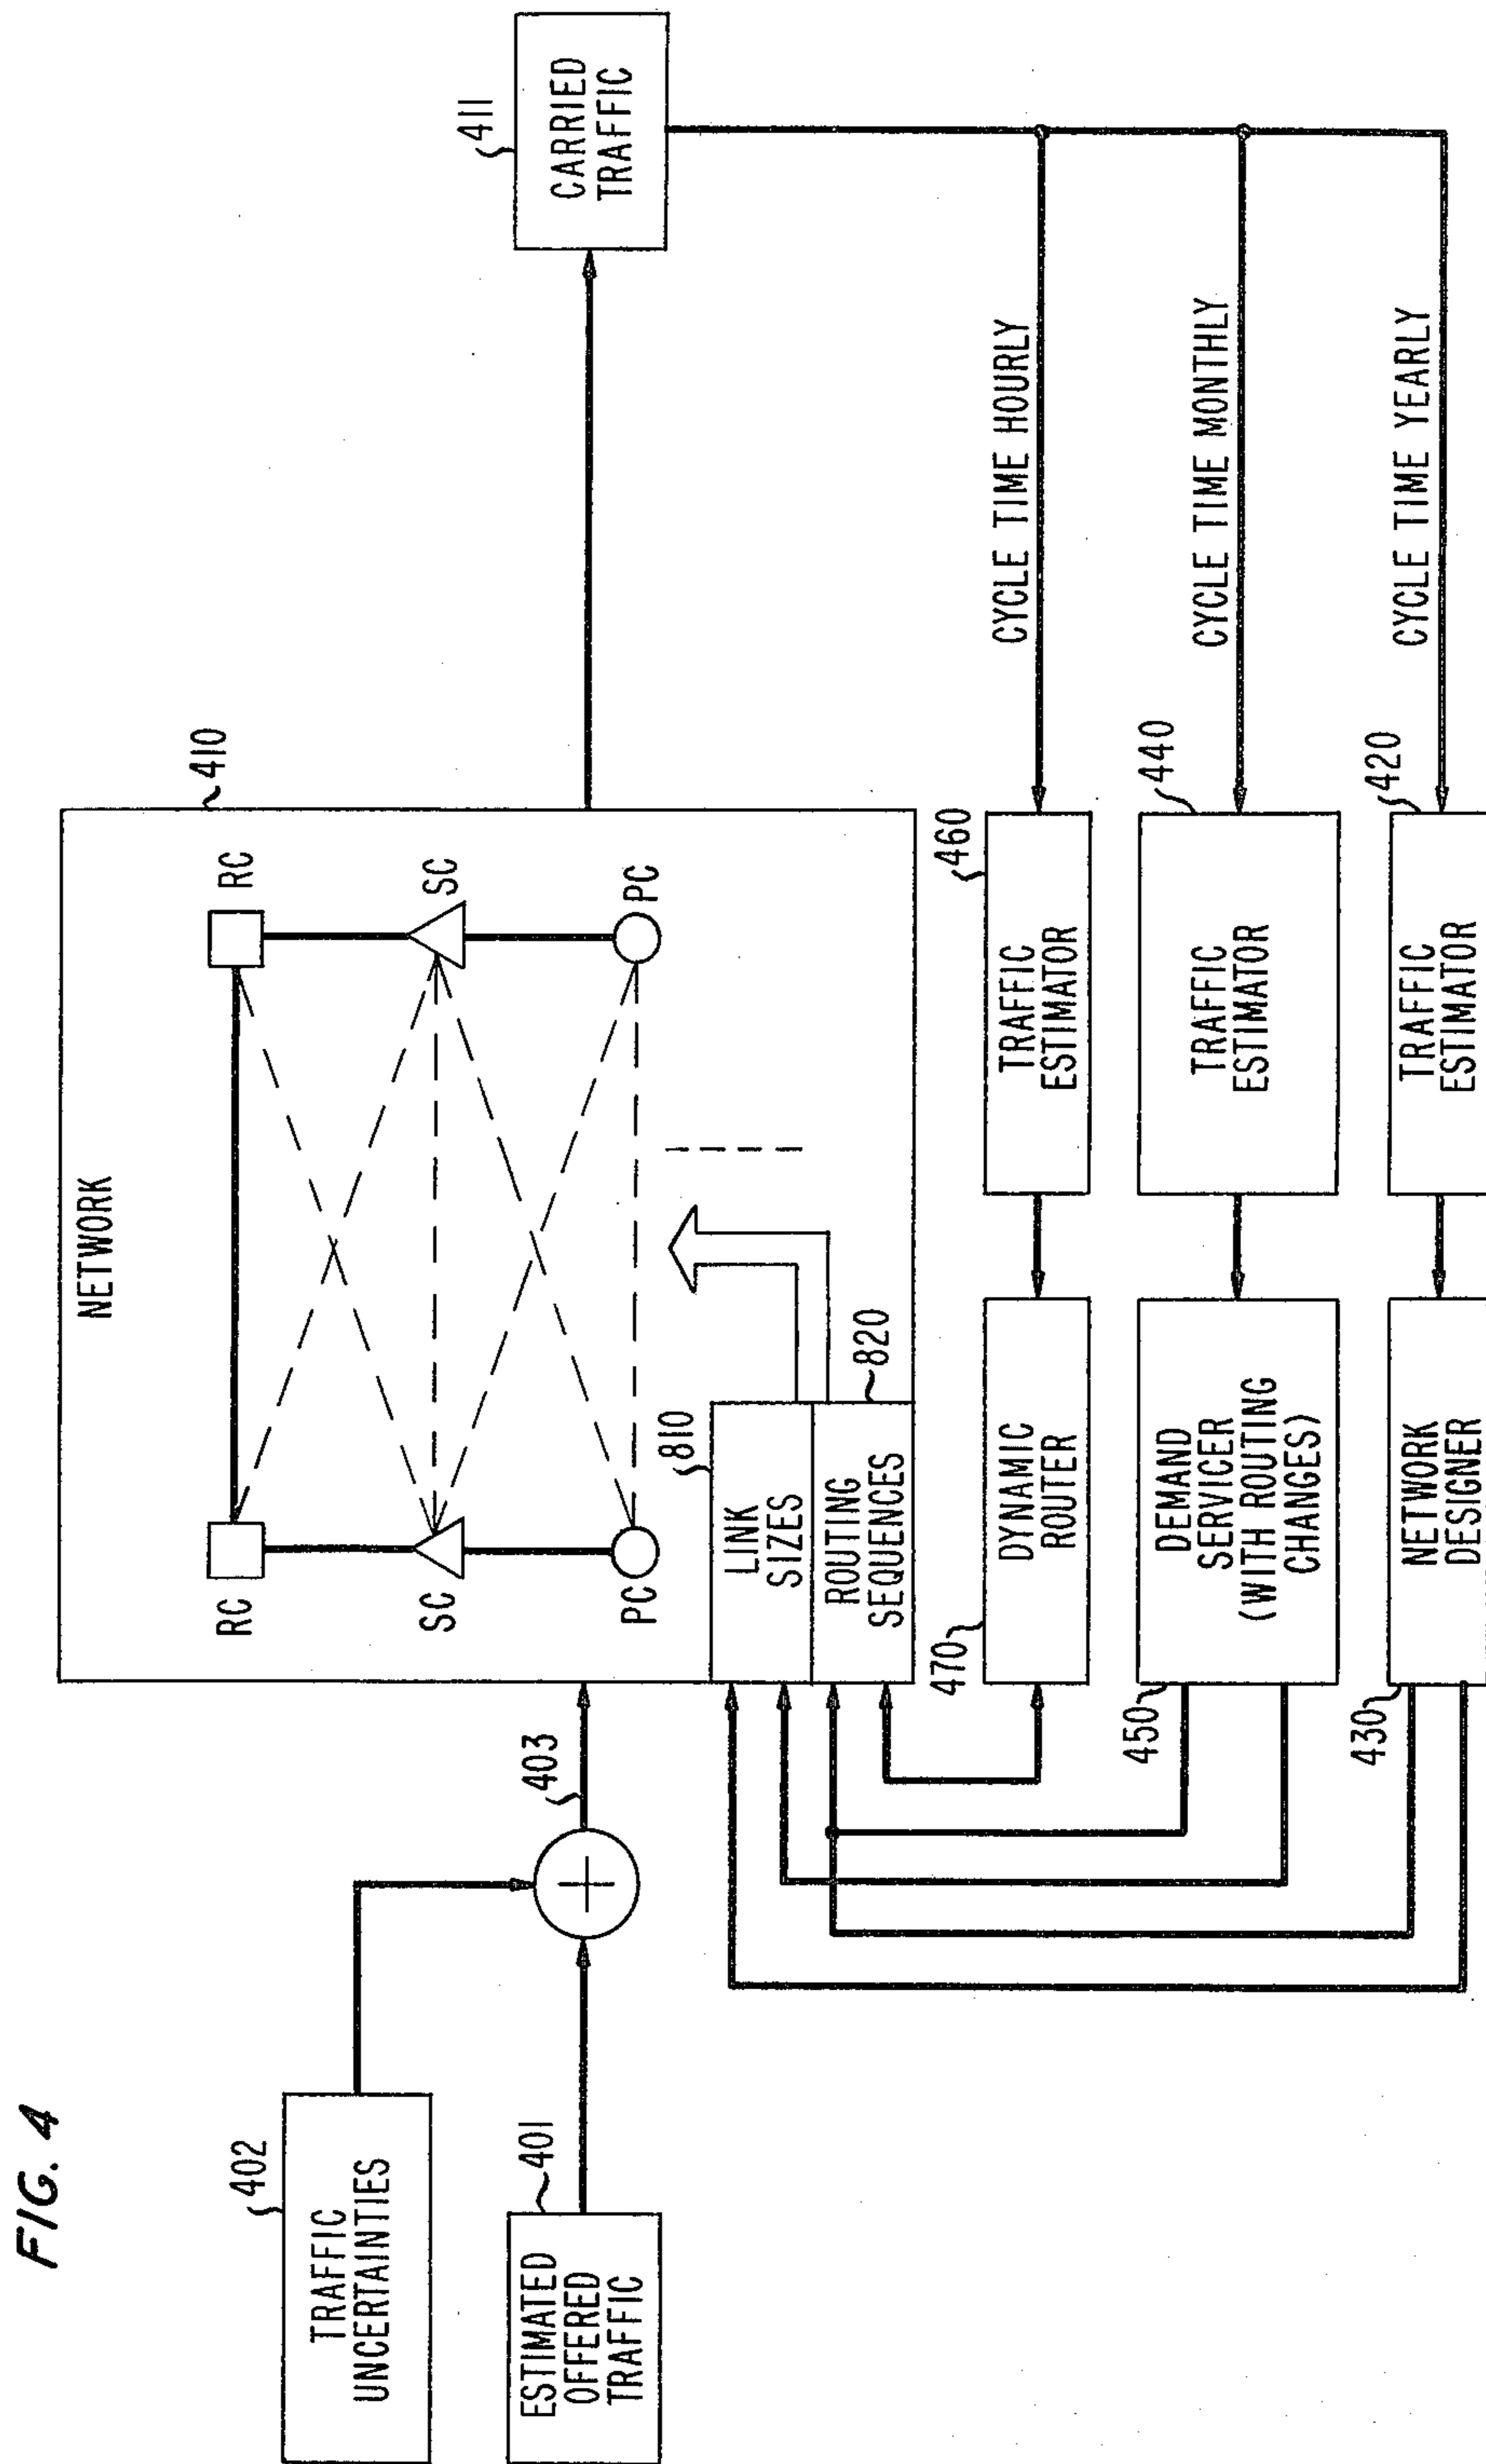 FIG. 4
402
TRAFFIC
UNCERTAINTIES
401
ESTIMATED
OFFERED
TRAFFIC
403
NETWORK
410
RC
RC
SC
SC
PC
PC
810
LINK
SIZES
820
ROUTING
SEQUENCES
411
CARRIED
TRAFFIC
CYCLE TIME HOURLY
460
TRAFFIC
ESTIMATOR
470
DYNAMIC
ROUTER
CYCLE TIME MONTHLY
440
TRAFFIC
ESTIMATOR
450
DEMAND
SERVICER
(WITH ROUTING
CHANGES)
CYCLE TIME YEARLY
420
TRAFFIC
ESTIMATOR
430
NETWORK
DESIGNER